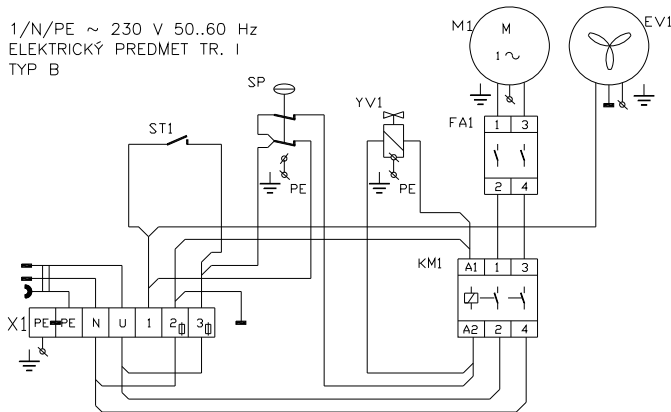 1/N/PE ~ 230 V 50..60 Hz
ELEKTRICKÝ PREDMET TR. I
TYP B
M1
M
1 ~
EV1
SP
YV1
ST1
FA1
1 3
PE
PE
2 4
KM1
A1 1 3
X1
PE PE N U 1 2 3
A2 2 4